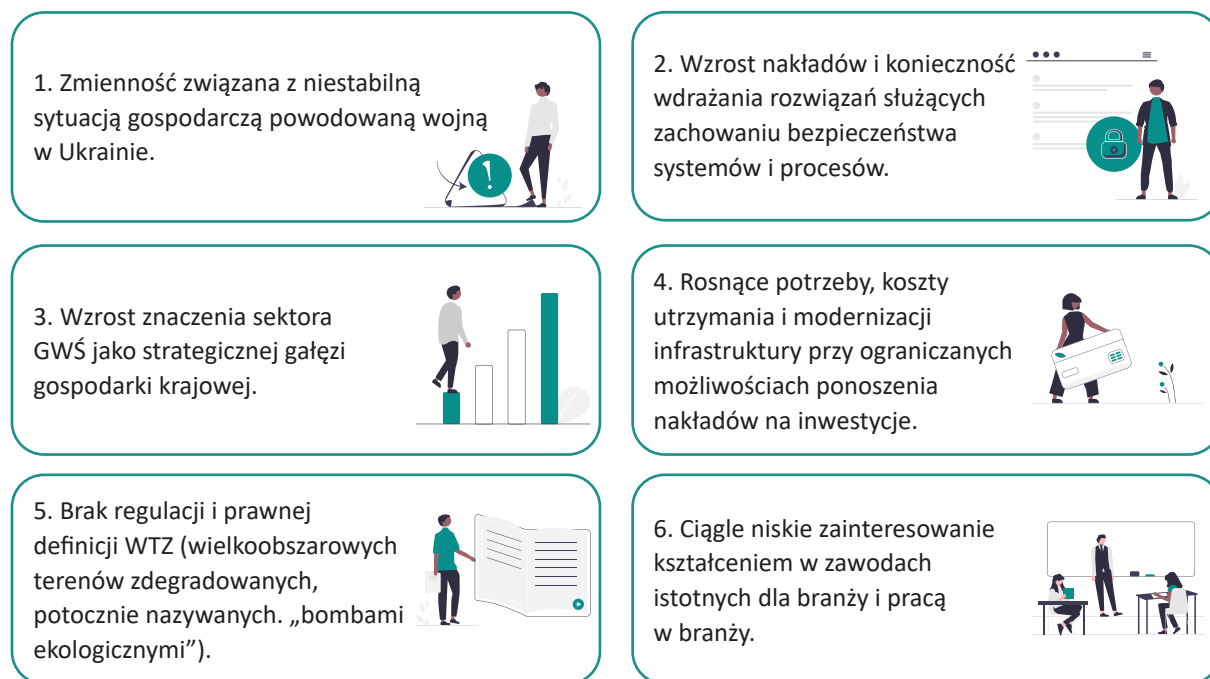 1. Zmienność związana z niestabilną
sytuacją gospodarczą powodowaną wojną
w Ukrainie.
2. Wzrost nakładów i konieczność
wdrażania rozwiązań służących
zachowaniu bezpieczeństwa
systemów i procesów.
3. Wzrost znaczenia sektora
GWŚ jako strategicznej gałęzi
gospodarki krajowej.
4. Rosnące potrzeby, koszty
utrzymania i modernizacji
infrastruktury przy ograniczanych
możliwościach ponoszenia
nakładów na inwestycje.
5. Brak regulacji i prawnej
definicji WTZ (wielkoobszarowych
terenów zdegradowanych,
potocznie nazywanych. „bombami
ekologicznymi”).
6. Ciągle niskie zainteresowanie
kształceniem w zawodach
istotnych dla branży i pracą
w branży.